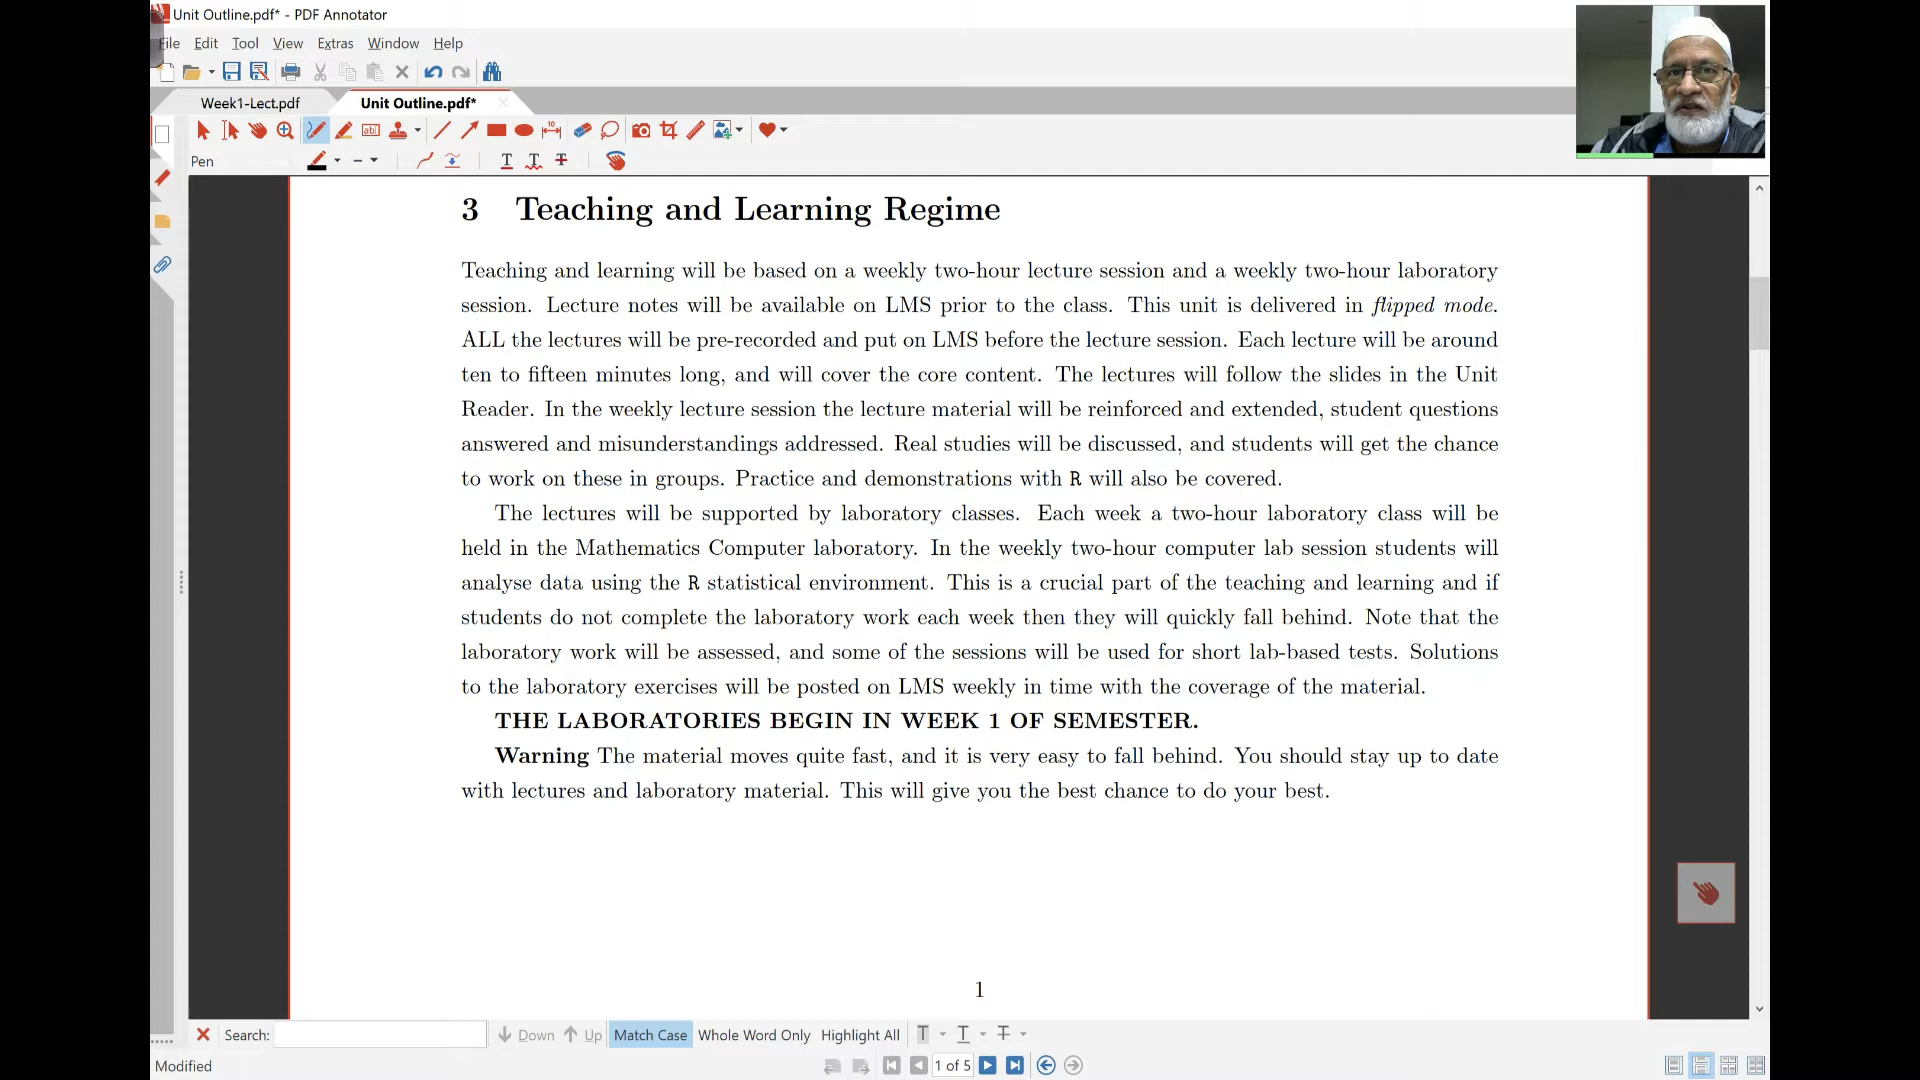 Unit Outline.pdf* - PDF Annotator
File Edit Tool View Extras Window Help
Week1-Lect.pdf Unit Outline.pdf*
Pen
3 Teaching and Learning Regime
Teaching and learning will be based on a weekly two-hour lecture session and a weekly two-hour laboratory
session. Lecture notes will be available on LMS prior to the class. This unit is delivered in flipped mode.
ALL the lectures will be pre-recorded and put on LMS before the lecture session. Each lecture will be around
ten to fifteen minutes long, and will cover the core content. The lectures will follow the slides in the Unit
Reader. In the weekly lecture session the lecture material will be reinforced and extended, student questions
answered and misunderstandings addressed. Real studies will be discussed, and students will get the chance
to work on these in groups. Practice and demonstrations with R will also be covered.
The lectures will be supported by laboratory classes. Each week a two-hour laboratory class will be
held in the Mathematics Computer laboratory. In the weekly two-hour computer lab session students will
analyse data using the R statistical environment. This is a crucial part of the teaching and learning and if
students do not complete the laboratory work each week then they will quickly fall behind. Note that the
laboratory work will be assessed, and some of the sessions will be used for short lab-based tests. Solutions
to the laboratory exercises will be posted on LMS weekly in time with the coverage of the material.
THE LABORATORIES BEGIN IN WEEK 1 OF SEMESTER.
Warning The material moves quite fast, and it is very easy to fall behind. You should stay up to date
with lectures and laboratory material. This will give you the best chance to do your best.
1
Search: Down Up Match Case Whole Word Only Highlight All
Modified 1 of 5